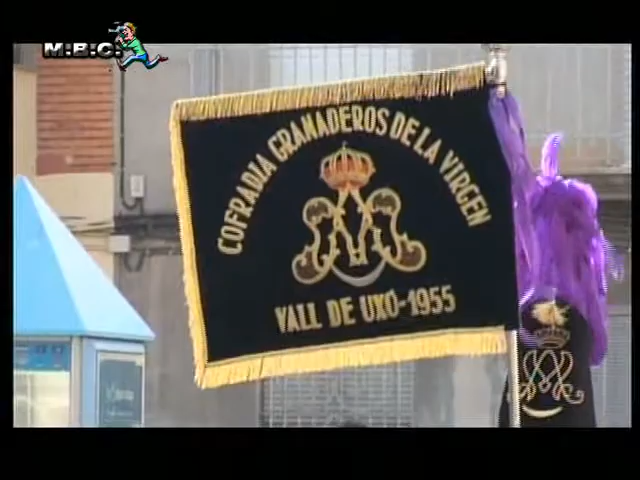 M.B.C.
COFRADIA GRANADEROS DE LA VIRGEN
VALL DE UXO-1955